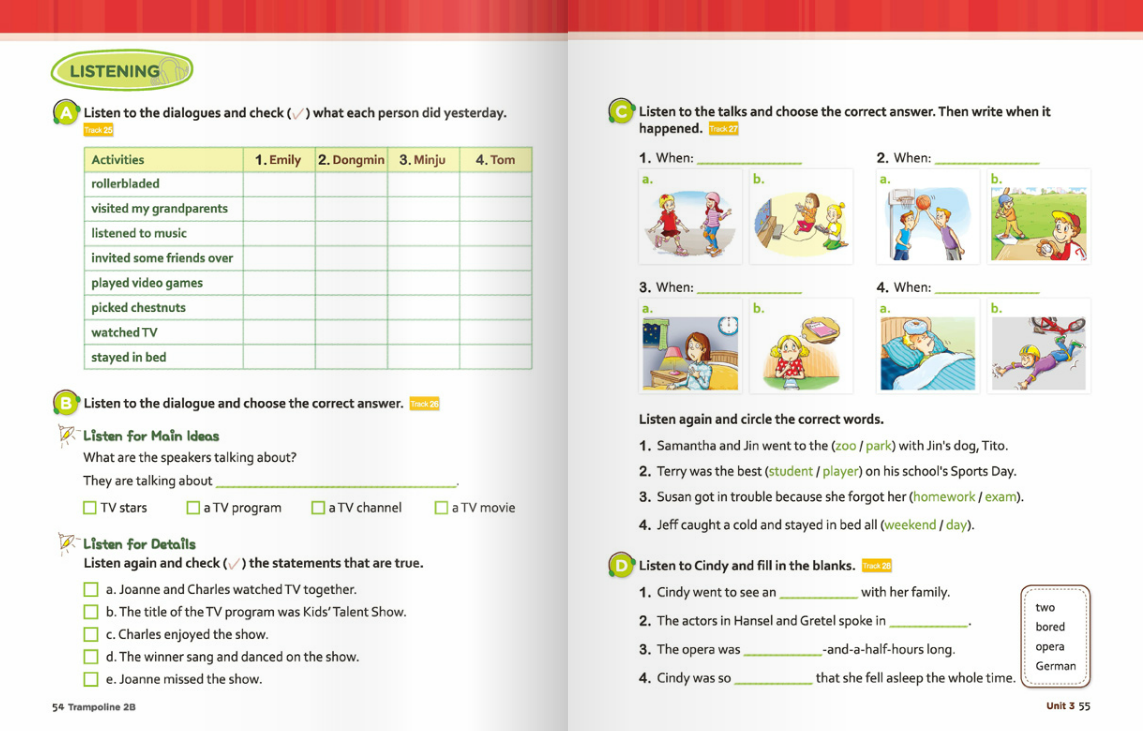 LISTENING
A Listen to the dialogues and check (✓) what each person did yesterday.
Track 25
Activities 1. Emily 2. Dongmin 3. Minju 4. Tom
rollerbladed
visited my grandparents
listened to music
invited some friends over
played video games
picked chestnuts
watched TV
stayed in bed
B Listen to the dialogue and choose the correct answer. Track 26
Listen for Main Ideas
What are the speakers talking about?
They are talking about ______________.
TV stars a TV program a TV channel a TV movie
Listen for Details
Listen again and check (✓) the statements that are true.
a. Joanne and Charles watched TV together.
b. The title of the TV program was Kids' Talent Show.
c. Charles enjoyed the show.
d. The winner sang and danced on the show.
e. Joanne missed the show.
54 Trampoline 2B
C Listen to the talks and choose the correct answer. Then write when it
happened. Track 27
1. When: ______________ 2. When: ______________
a. b. a. b.
3. When: ______________ 4. When: ______________
a. b. a. b.
Listen again and circle the correct words.
1. Samantha and Jin went to the (zoo / park) with Jin's dog, Tito.
2. Terry was the best (student / player) on his school's Sports Day.
3. Susan got in trouble because she forgot her (homework / exam).
4. Jeff caught a cold and stayed in bed all (weekend / day).
D Listen to Cindy and fill in the blanks. Track 28
1. Cindy went to see an __________ with her family.
2. The actors in Hansel and Gretel spoke in __________.
3. The opera was __________-and-a-half-hours long.
4. Cindy was so __________ that she fell asleep the whole time.
two
bored
opera
German
Unit 3 55